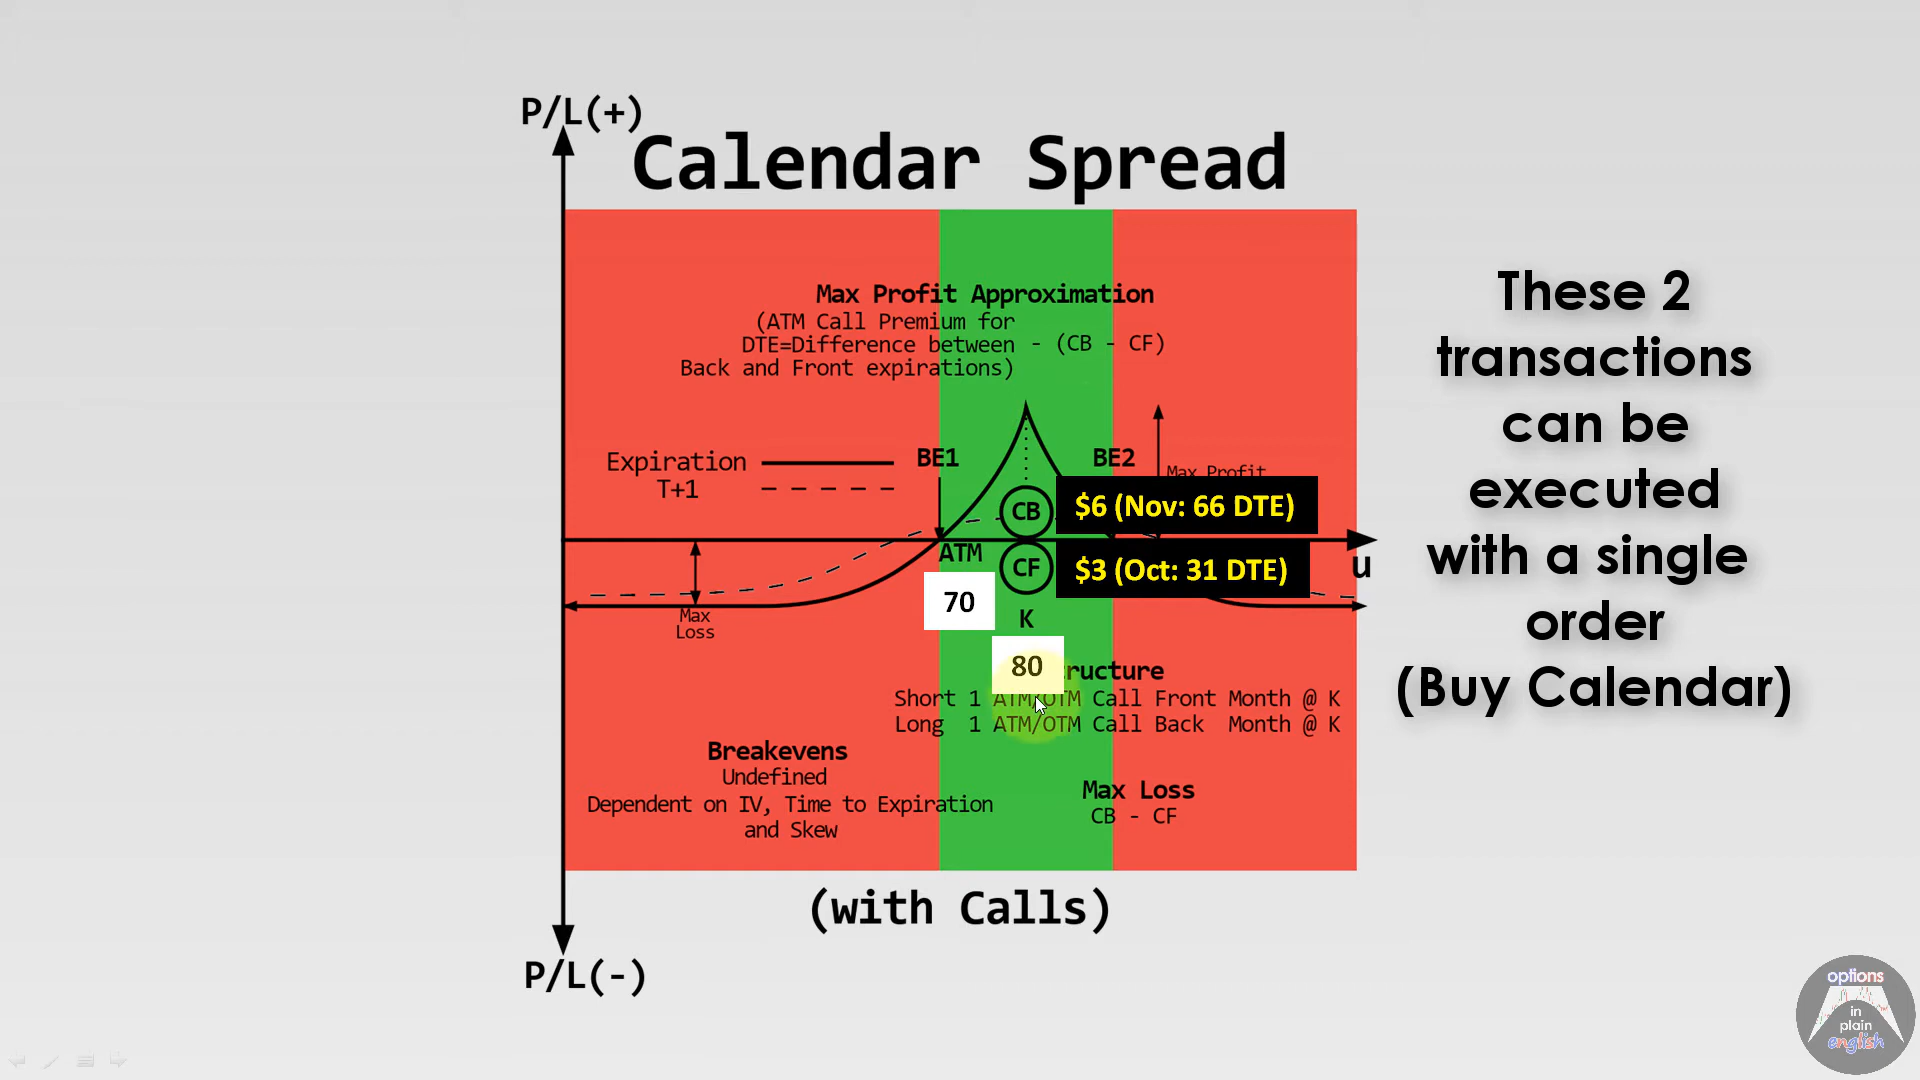 P/L(+)
Calendar Spread
Max Profit Approximation
(ATM Call Premium for
DTE=Difference between - (CB - CF)
Back and Front expirations)
Expiration
T+1
BE1
BE2
Max Profit
CB
$6 (Nov: 66 DTE)
ATM
CF
$3 (Oct: 31 DTE)
u
70
K
Max
Loss
80
ructure
Short 1 ATM/OTM Call Front Month @ K
Long 1 ATM/OTM Call Back Month @ K
Breakevens
Undefined
Dependent on IV, Time to Expiration
and Skew
Max Loss
CB - CF
(with Calls)
P/L(-)
These 2
transactions
can be
executed
with a single
order
(Buy Calendar)
options
in
plain
english